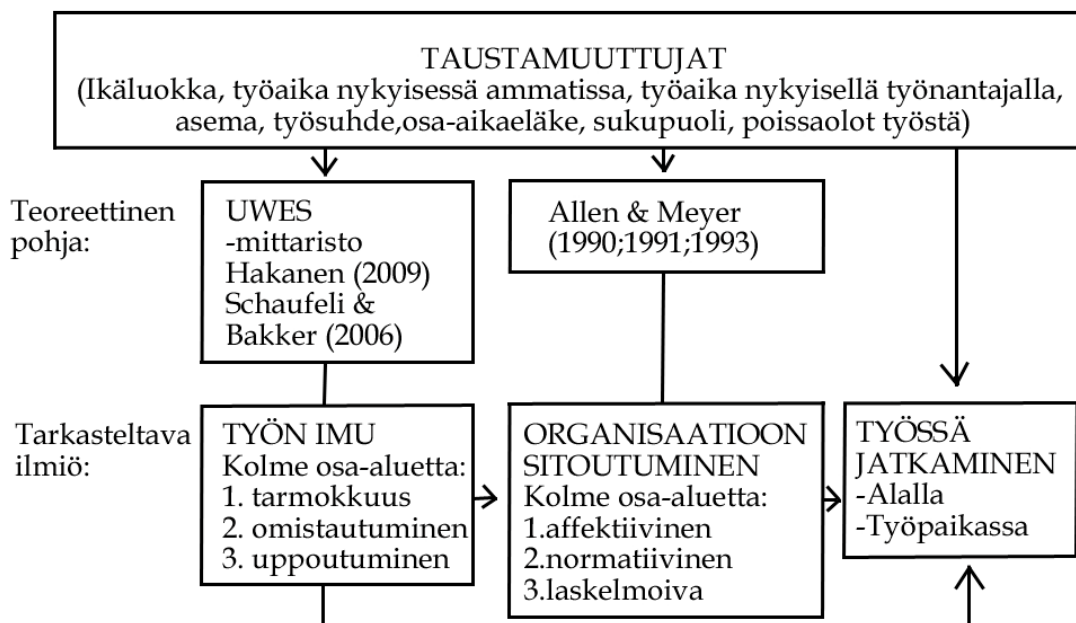 TAUSTAMUUTTUJAT
(Ikäluokka, työaika nykyisessä ammatissa, työaika nykyisellä työnantajalla,
asema, työsuhde,osa-aikaeläke, sukupuoli, poissaolot työstä)
Teoreettinen
pohja:
UWES
-mittaristo
Hakanen (2009)
Schaufeli &
Bakker (2006)
Allen & Meyer
(1990;1991;1993)
Tarkasteltava
ilmiö:
TYÖN IMU
Kolme osa-aluetta:
1. tarmokkuus
2. omistautuminen
3. uppoutuminen
ORGANISAATIOON
SITOUTUMINEN
Kolme osa-aluetta:
1.affektiivinen
2.normatiivinen
3.laskelmoiva
TYÖSSÄ
JATKAMINEN
-Alalla
-Työpaikassa